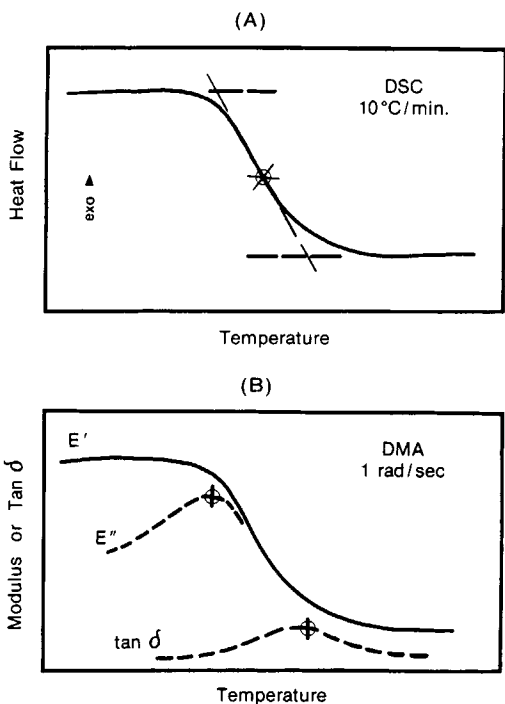 (A)
DSC
10°C/min.
Heat Flow
exo
Temperature
(B)
E′
DMA
1 rad/sec
E″
tan δ
Modulus or Tan δ
Temperature